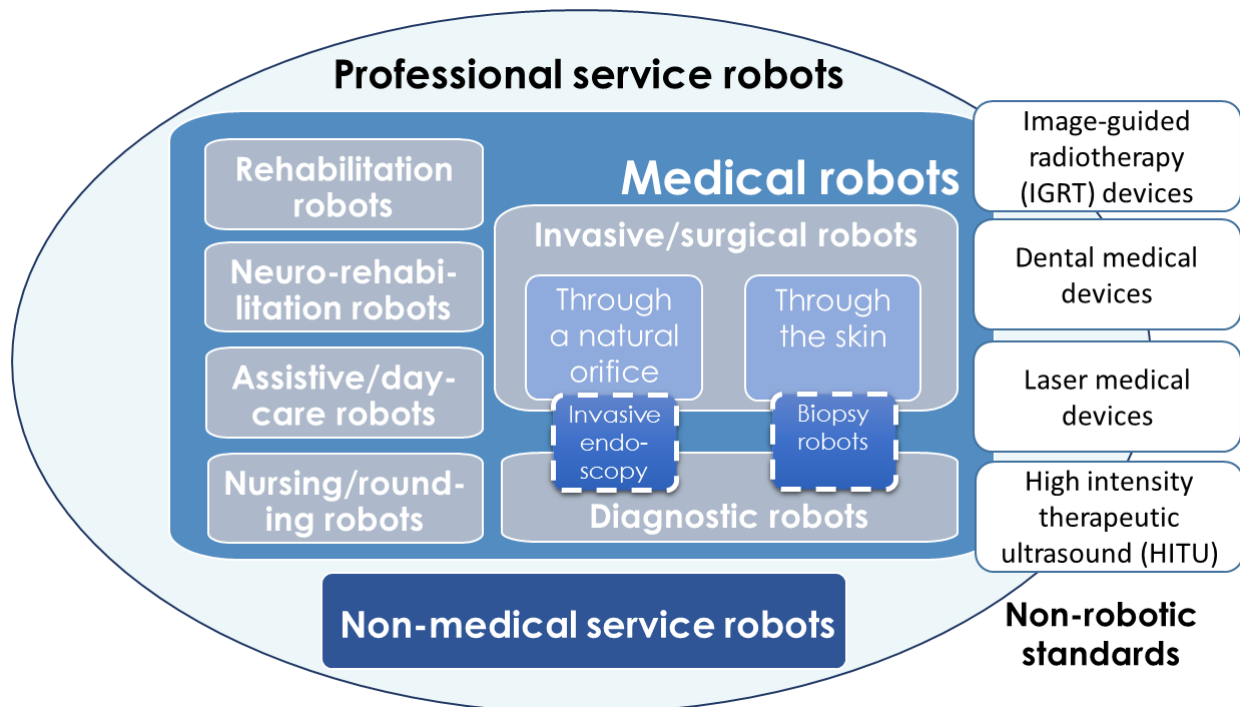 Professional service robots
Medical robots
Rehabilitation
robots
Neuro-rehabi-
litation robots
Assistive/day-
care robots
Nursing/round-
ing robots
Invasive/surgical robots
Through
a natural
orifice
Through
the skin
Invasive
endo-
scopy
Biopsy
robots
Diagnostic robots
Non-medical service robots
Image-guided
radiotherapy
(IGRT) devices
Dental medical
devices
Laser medical
devices
High intensity
therapeutic
ultrasound (HITU)
Non-robotic
standards